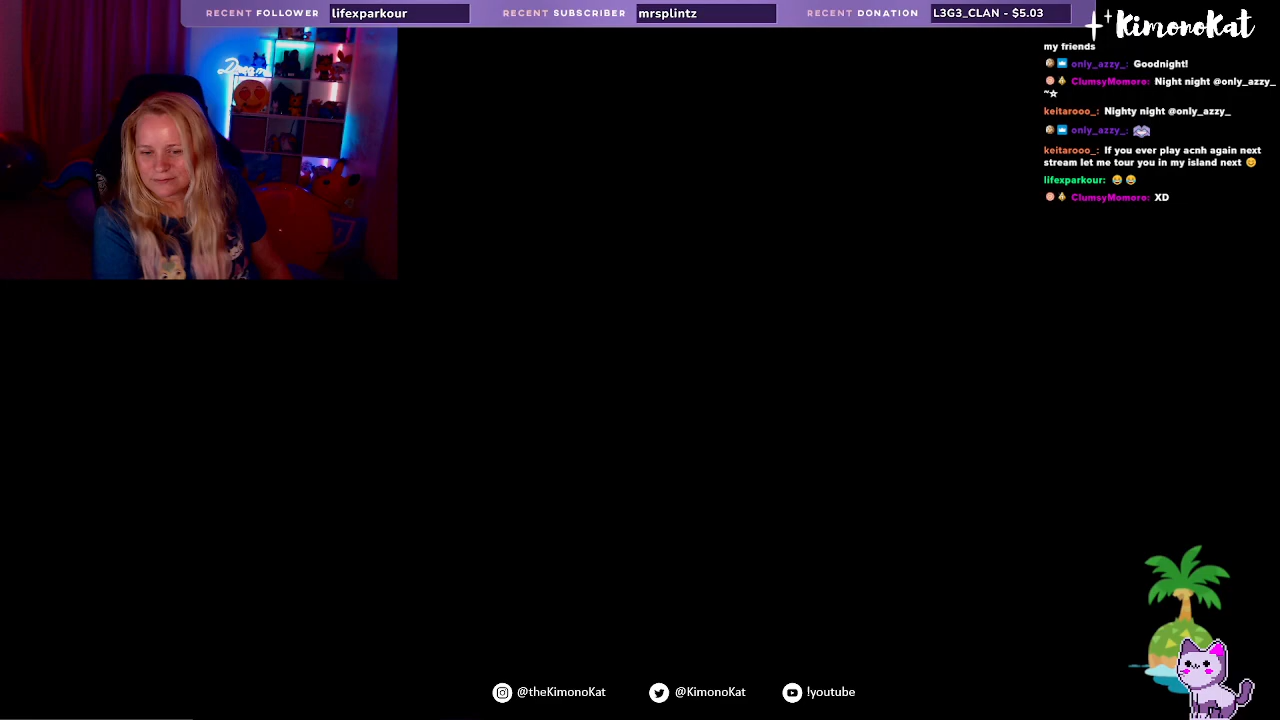 RECENT FOLLOWER lifexparkour RECENT SUBSCRIBER mrsplintz RECENT DONATION L3G3_CLAN - $5.03
KimonoKat
my friends
only_azzy_: Goodnight!
ClumsyMomoro: Night night @only_azzy_
~☆
keitarooo_: Nighty night @only_azzy_
only_azzy_:
keitarooo_: If you ever play acnh again next
stream let me tour you in my island next 😊
lifexparkour: 😂 😂
ClumsyMomoro: XD
Dream
@theKimonoKat @KimonoKat !youtube